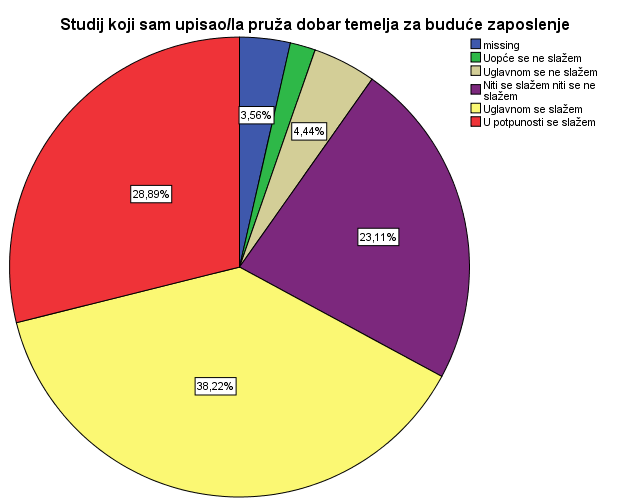 Studij koji sam upisao/la pruža dobar temelja za buduće zaposlenje
missing
Uopće se ne slažem
Uglavnom se ne slažem
Niti se slažem niti se ne
slažem
Uglavnom se slažem
U potpunosti se slažem
3,56%
4,44%
28,89%
23,11%
38,22%